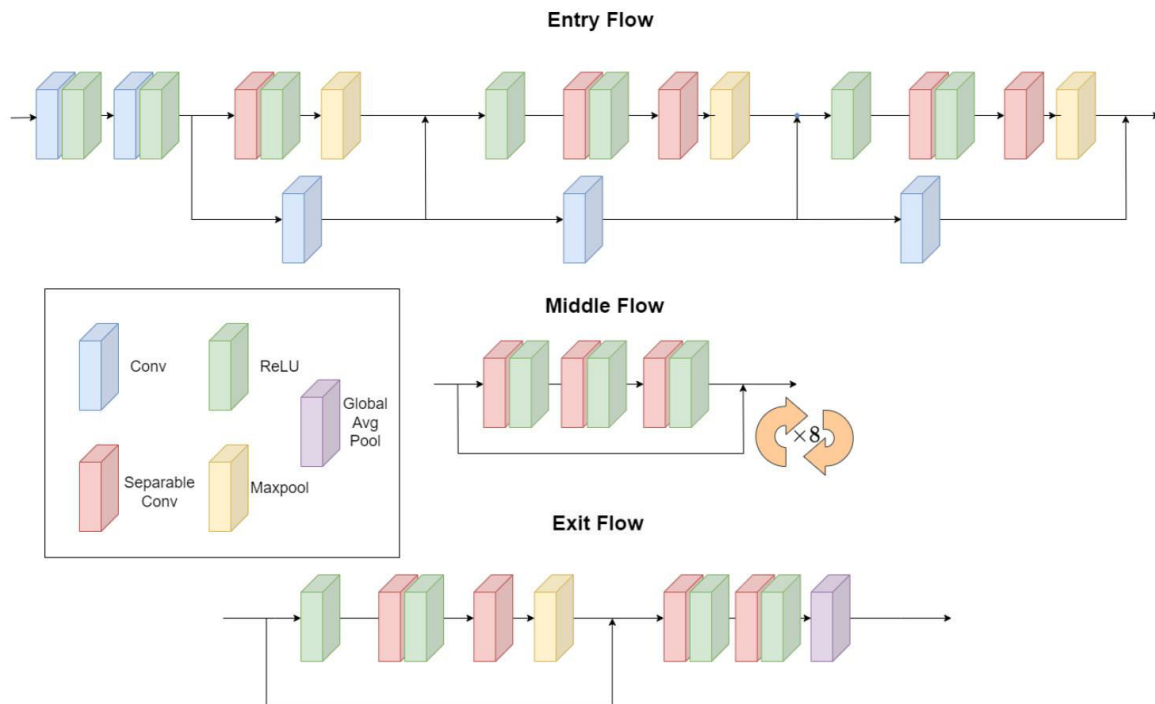 Entry Flow
Middle Flow
Conv
ReLU
Global
Avg
Pool
Separable
Conv
Maxpool
×8
Exit Flow